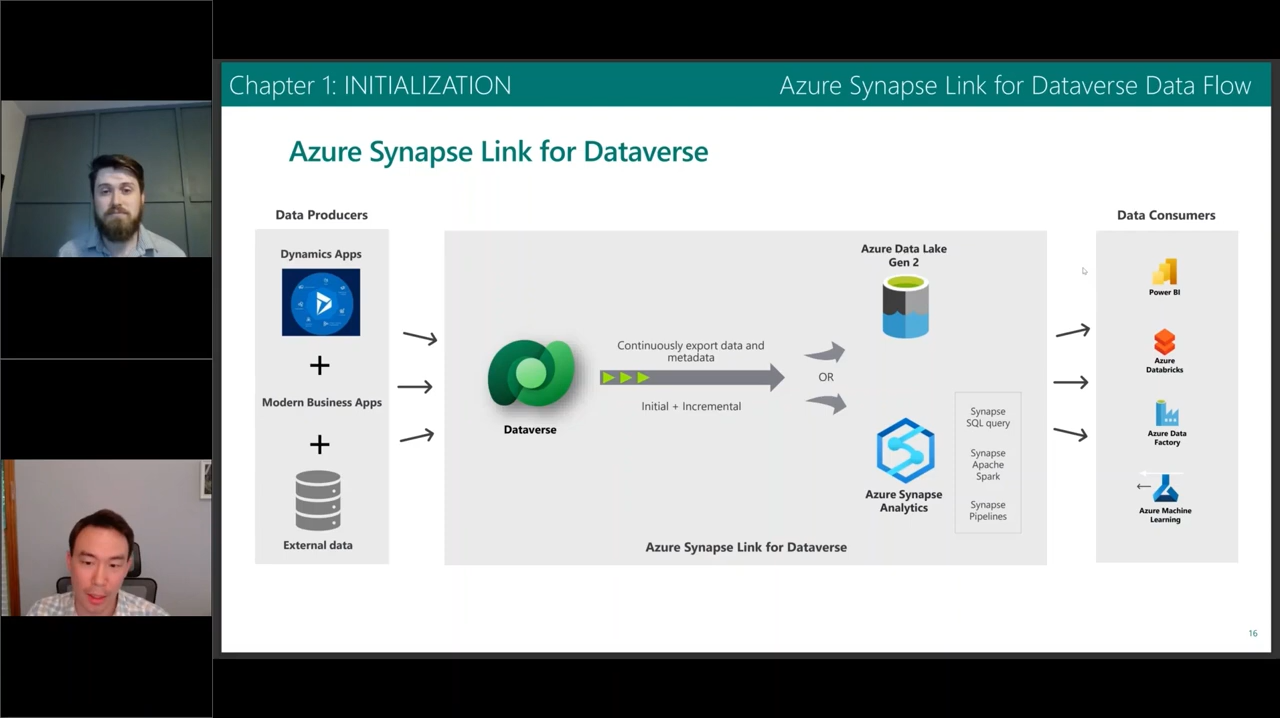 Chapter 1: INITIALIZATION
Azure Synapse Link for Dataverse Data Flow
Azure Synapse Link for Dataverse
Data Producers
Dynamics Apps
Modern Business Apps
External data
Dataverse
Continuously export data and
metadata
Initial + Incremental
OR
Azure Data Lake
Gen 2
Azure Synapse
Analytics
Synapse
SQL query
Synapse
Apache
Spark
Synapse
Pipelines
Azure Synapse Link for Dataverse
Data Consumers
Power BI
Azure
Databricks
Azure Data
Factory
Azure Machine
Learning
16